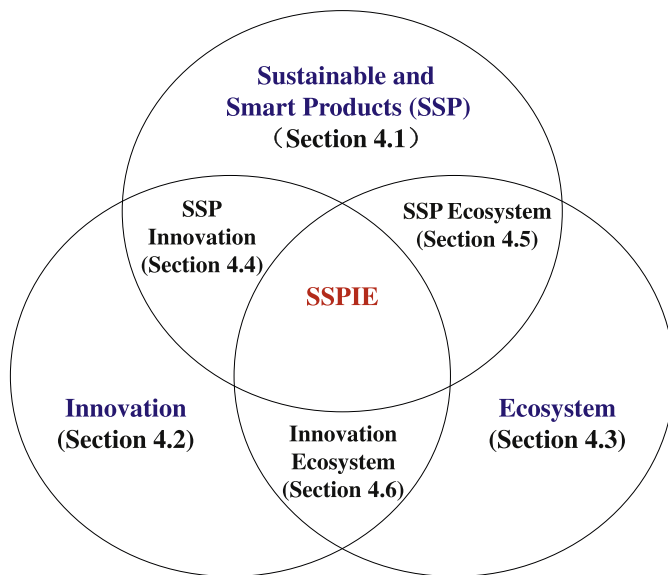 Sustainable and
Smart Products (SSP)
（Section 4.1）
SSP
Innovation
(Section 4.4)
SSP Ecosystem
(Section 4.5)
SSPIE
Innovation
(Section 4.2)
Ecosystem
(Section 4.3)
Innovation
Ecosystem
(Section 4.6)